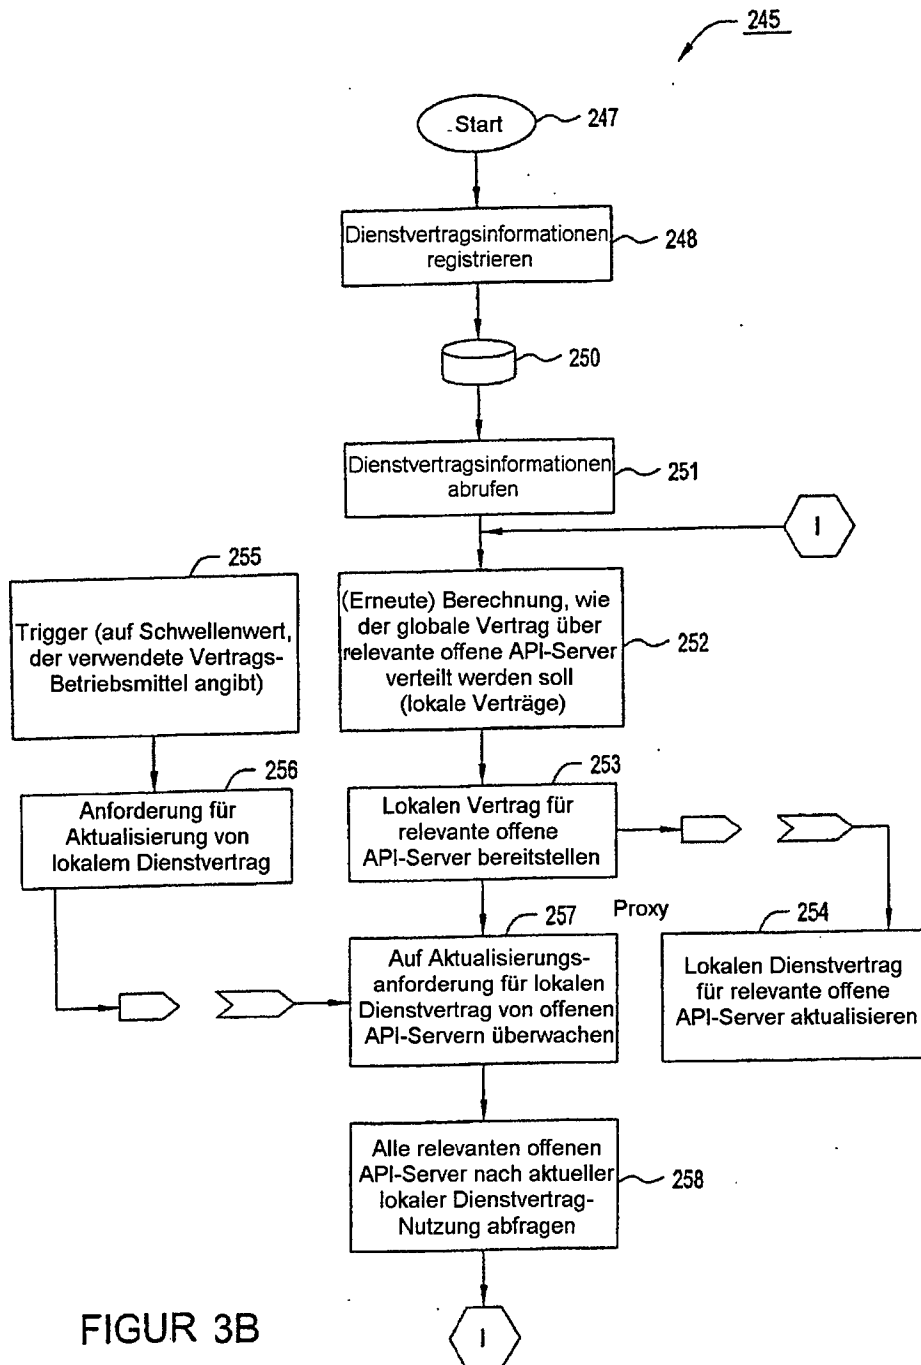 245
Start
247
Dienstvertragsinformationen
registrieren
248
250
Dienstvertragsinformationen
abrufen
251
I
255
Trigger (auf Schwellenwert,
der verwendete Vertrags-
Betriebsmittel angibt)
(Erneute) Berechnung, wie
der globale Vertrag über
relevante offene API-Server
verteilt werden soll
(lokale Verträge)
252
256
Anforderung für
Aktualisierung von
lokalem Dienstvertrag
253
Lokalen Vertrag für
relevante offene
API-Server bereitstellen
257
Proxy
254
Auf Aktualisierungs-
anforderung für lokalen
Dienstvertrag von offenen
API-Servern überwachen
Lokalen Dienstvertrag
für relevante offene
API-Server aktualisieren
Alle relevanten offenen
API-Server nach aktueller
lokaler Dienstvertrag-
Nutzung abfragen
258
I
FIGUR 3B